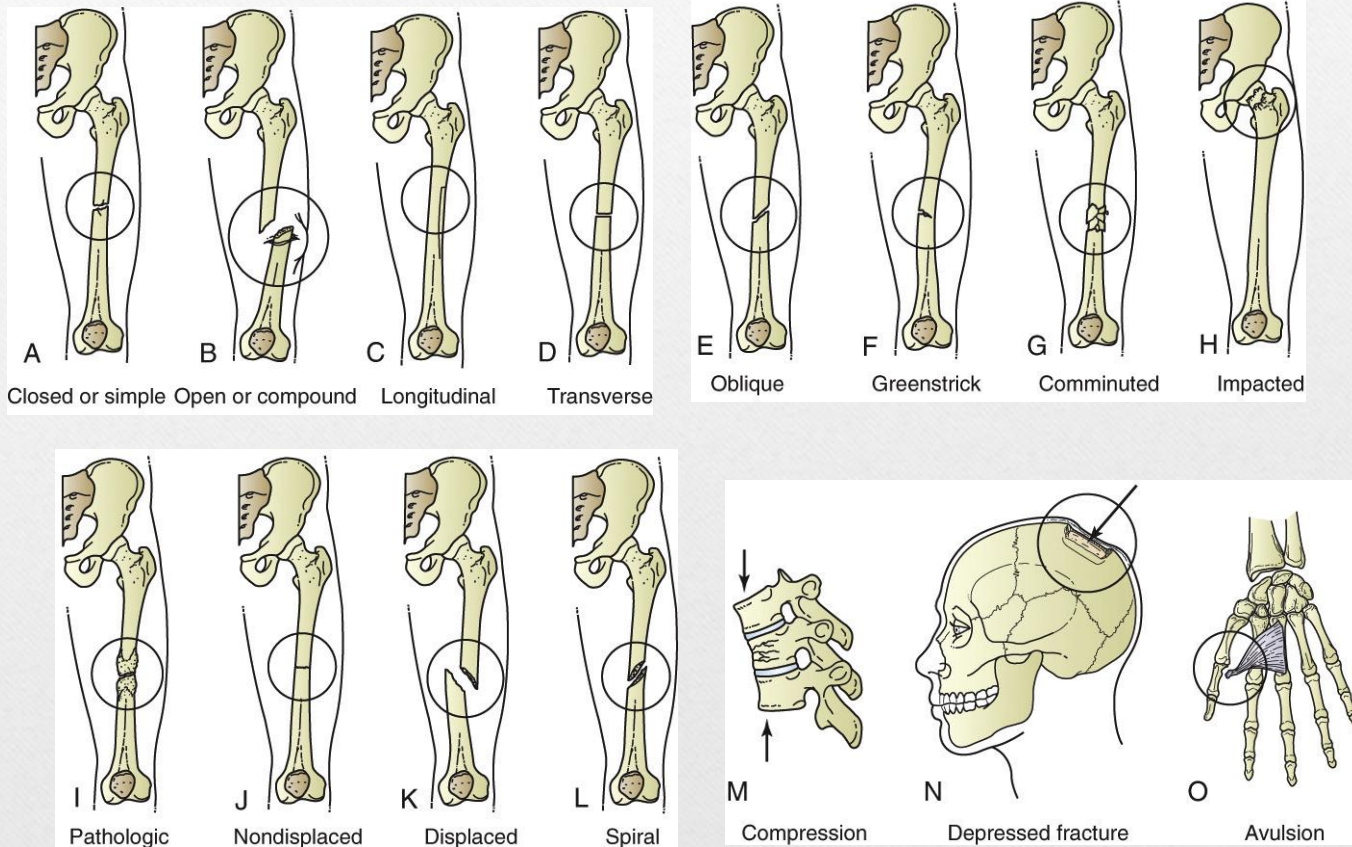 A
B
C
D
Closed or simple
Open or compound
Longitudinal
Transverse
E
F
G
H
Oblique
Greenstrick
Comminuted
Impacted
I
J
K
L
Pathologic
Nondisplaced
Displaced
Spiral
M
N
O
Compression
Depressed fracture
Avulsion